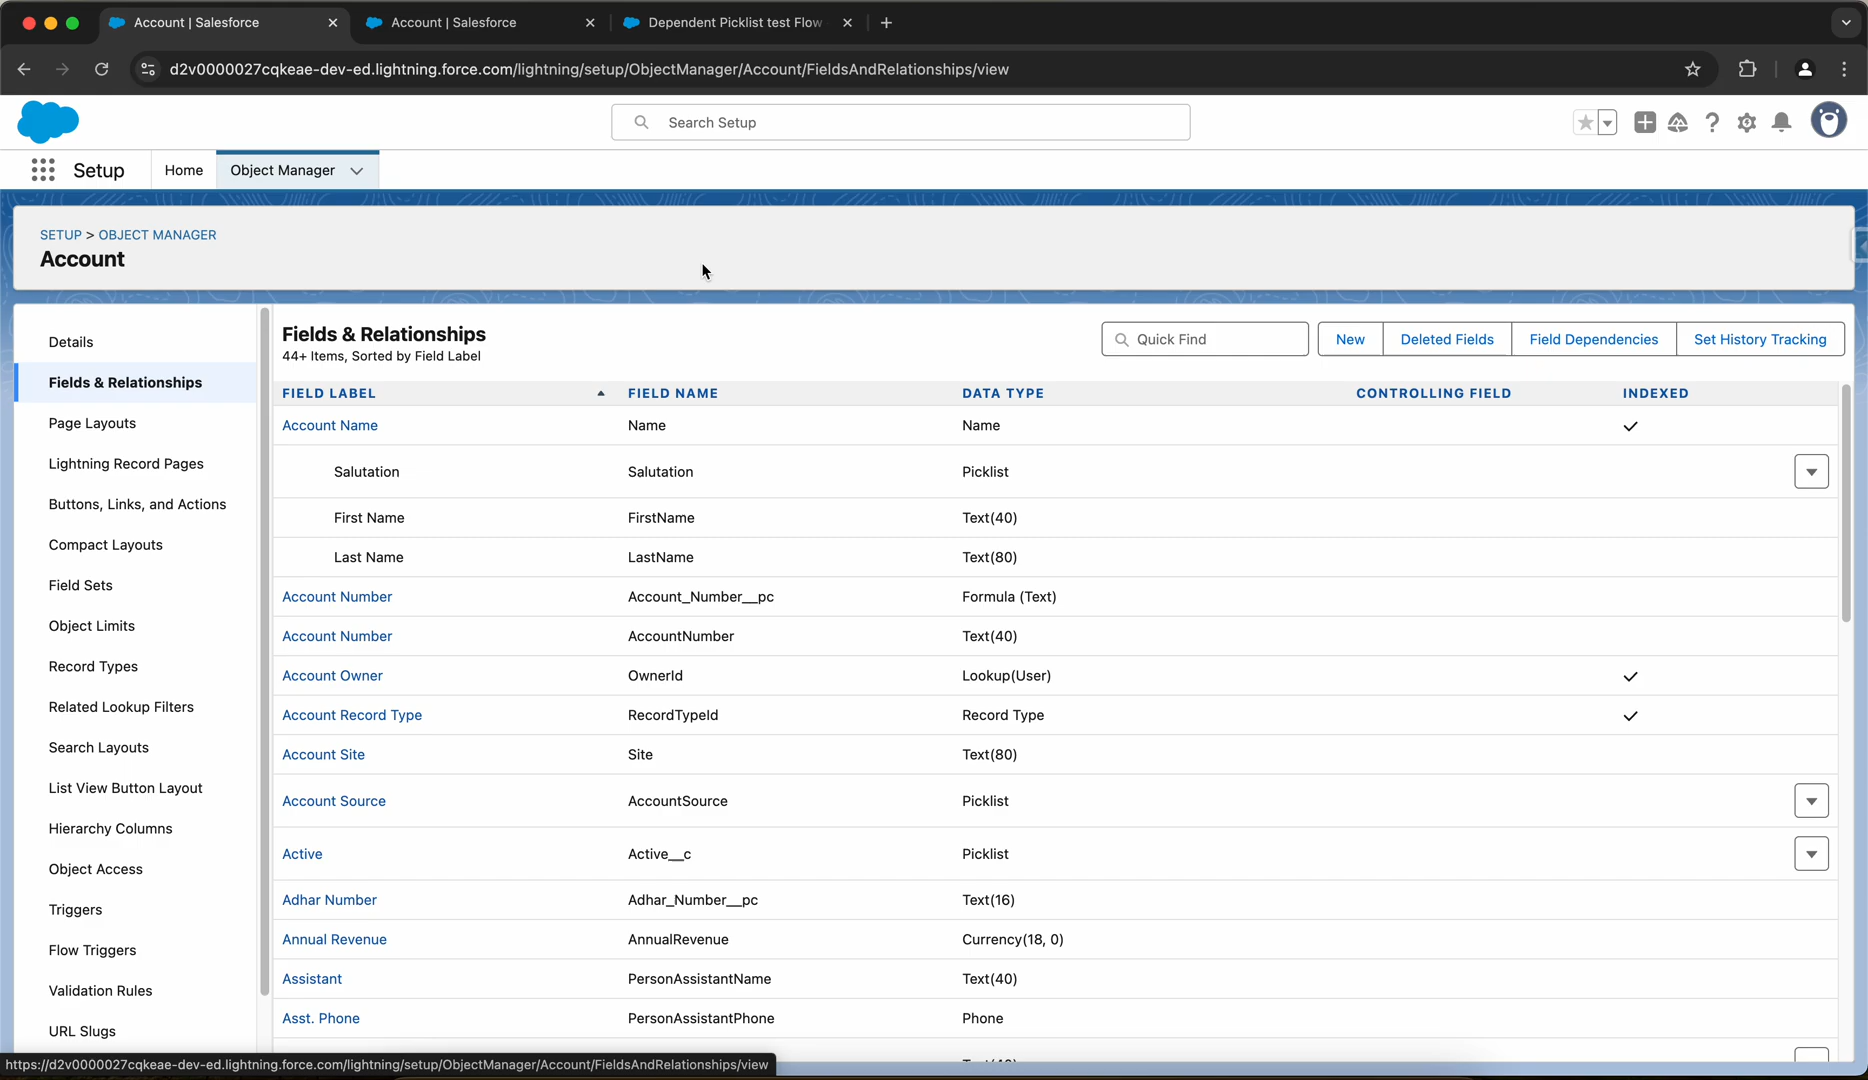 Account | Salesforce
Account | Salesforce
Dependent Picklist test Flow
d2v0000027cqkeae-dev-ed.lightning.force.com/lightning/setup/ObjectManager/Account/FieldsAndRelationships/view
Search Setup
Setup
Home
Object Manager
SETUP > OBJECT MANAGER
Account
Details
Fields & Relationships
Page Layouts
Lightning Record Pages
Buttons, Links, and Actions
Compact Layouts
Field Sets
Object Limits
Record Types
Related Lookup Filters
Search Layouts
List View Button Layout
Hierarchy Columns
Object Access
Triggers
Flow Triggers
Validation Rules
URL Slugs
Fields & Relationships
44+ Items, Sorted by Field Label
Quick Find
New
Deleted Fields
Field Dependencies
Set History Tracking
FIELD LABEL FIELD NAME DATA TYPE CONTROLLING FIELD INDEXED
Account Name Name Name
Salutation Salutation Picklist
First Name FirstName Text(40)
Last Name LastName Text(80)
Account Number Account_Number__pc Formula (Text)
Account Number AccountNumber Text(40)
Account Owner OwnerId Lookup(User)
Account Record Type RecordTypeId Record Type
Account Site Site Text(80)
Account Source AccountSource Picklist
Active Active__c Picklist
Adhar Number Adhar_Number__pc Text(16)
Annual Revenue AnnualRevenue Currency(18, 0)
Assistant PersonAssistantName Text(40)
Asst. Phone PersonAssistantPhone Phone
https://d2v0000027cqkeae-dev-ed.lightning.force.com/lightning/setup/ObjectManager/Account/FieldsAndRelationships/view